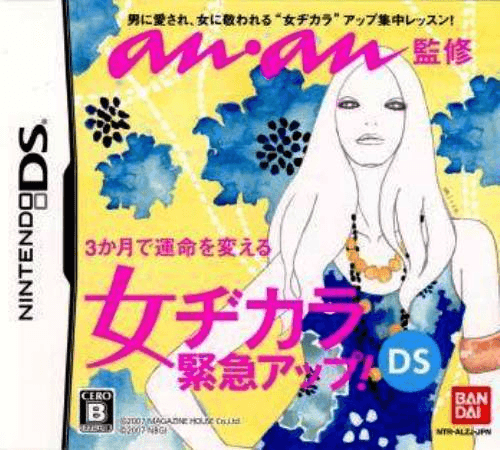 男に愛され、女に敬われる“女ヂカラ”アップ集中レッスン!
an・an 監修
NINTENDO DS
3か月で運命を変える
女ヂカラ
緊急アップ!
DS
CERO
B
©2007 MAGAZINE HOUSE Co.,Ltd.
©2007 NBGI
BAN
DAI
NTR-ALZJ-JPN